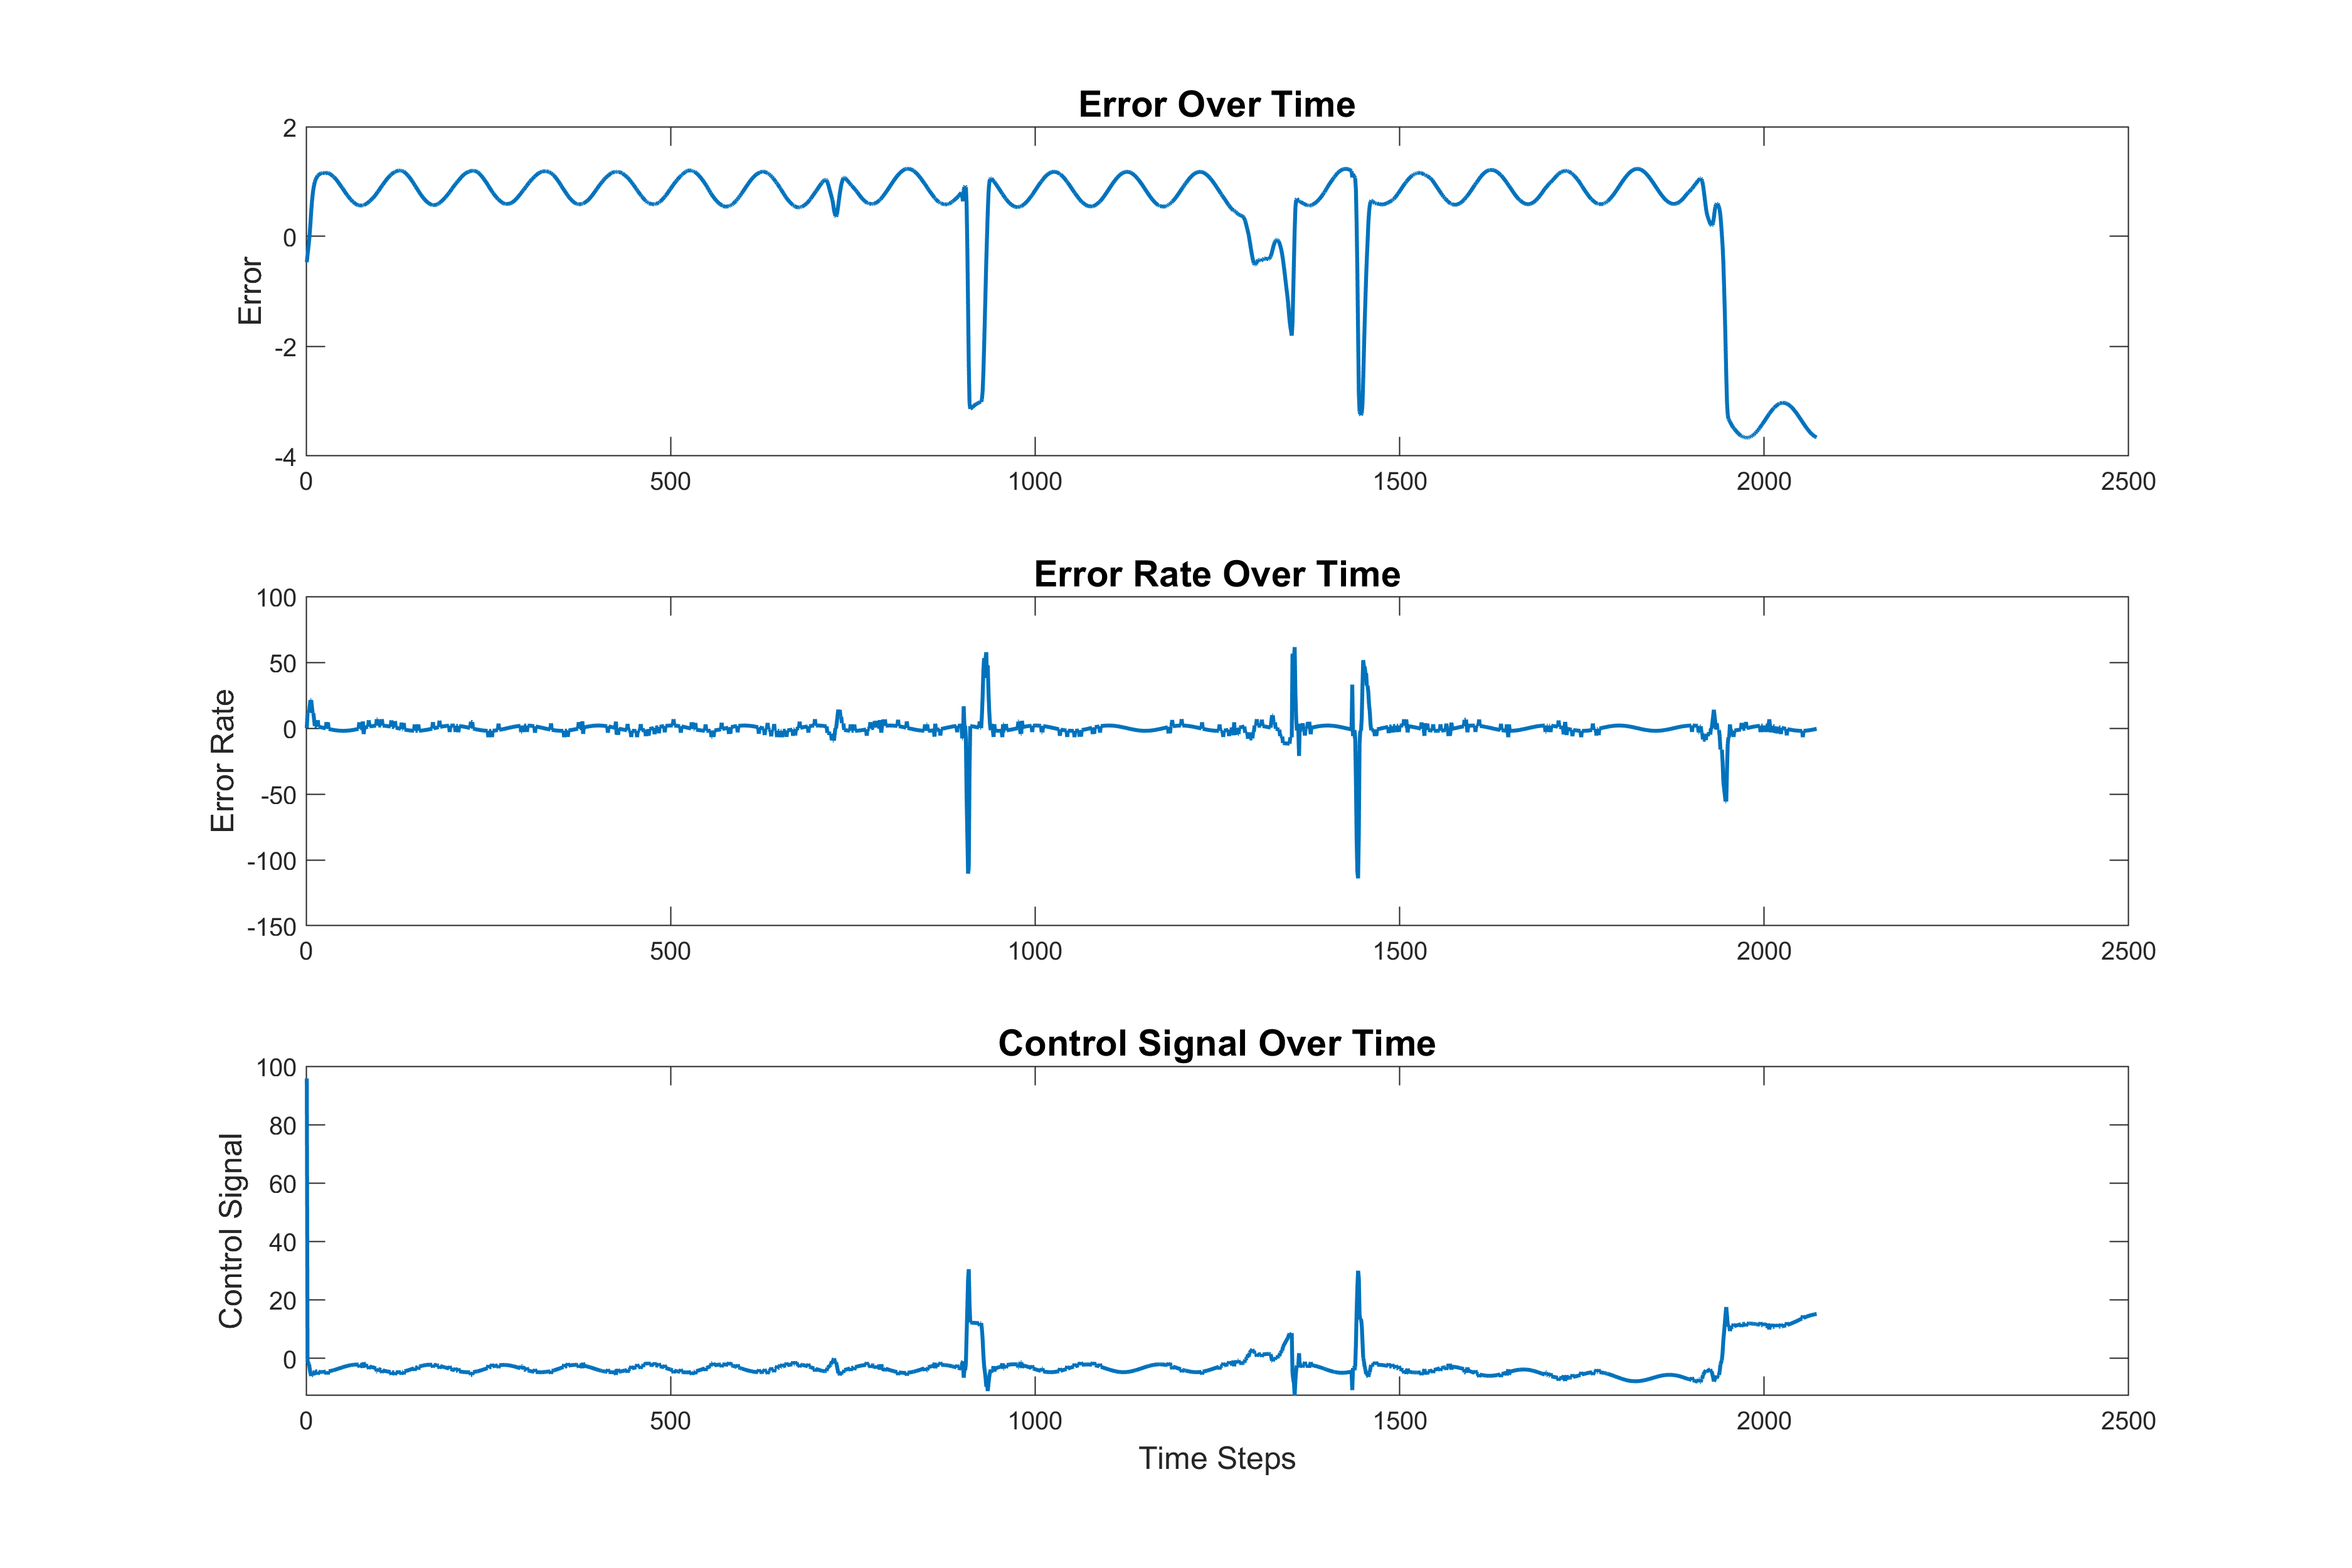 Error Over Time
2
0
-2
-4
Error
0 500 1000 1500 2000 2500
Error Rate Over Time
100
50
0
-50
-100
-150
Error Rate
0 500 1000 1500 2000 2500
Control Signal Over Time
100
80
60
40
20
0
Control Signal
0 500 1000 1500 2000 2500
Time Steps